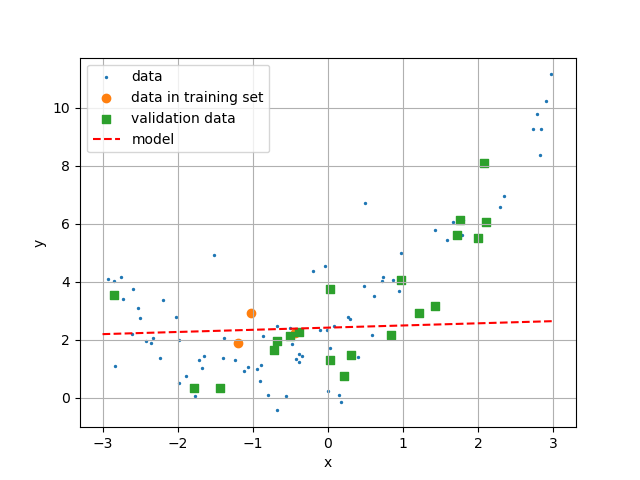 data
data in training set
validation data
model
y
10
8
6
4
2
0
−3 −2 −1 0 1 2 3
x